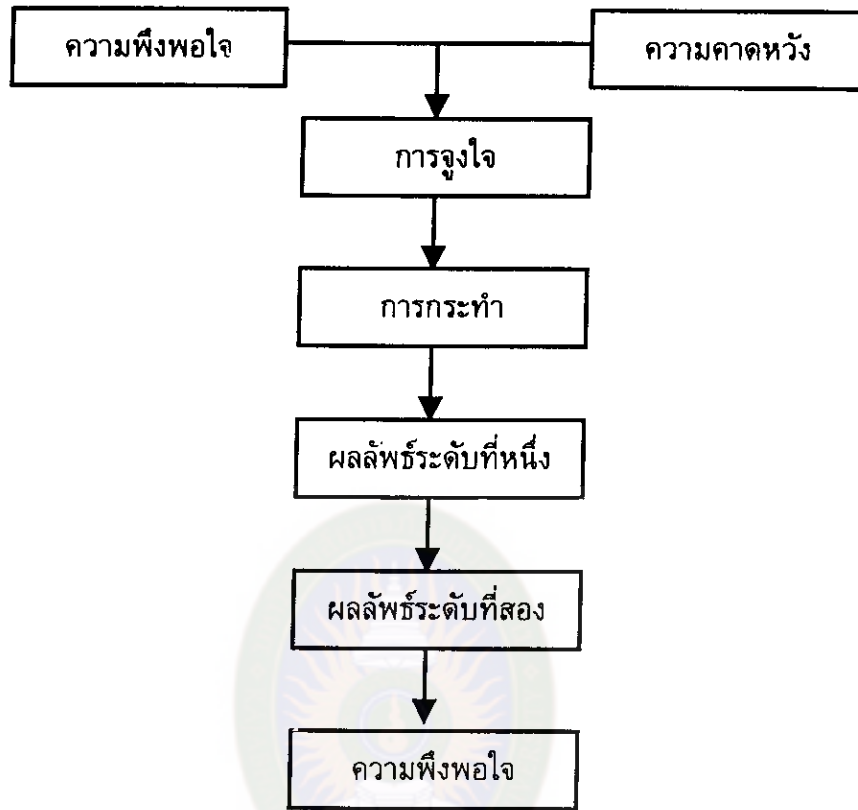 ความพึงพอใจ
ความคาดหวัง
การจูงใจ
การกระทำ
ผลลัพธ์ระดับที่หนึ่ง
ผลลัพธ์ระดับที่สอง
ความพึงพอใจ